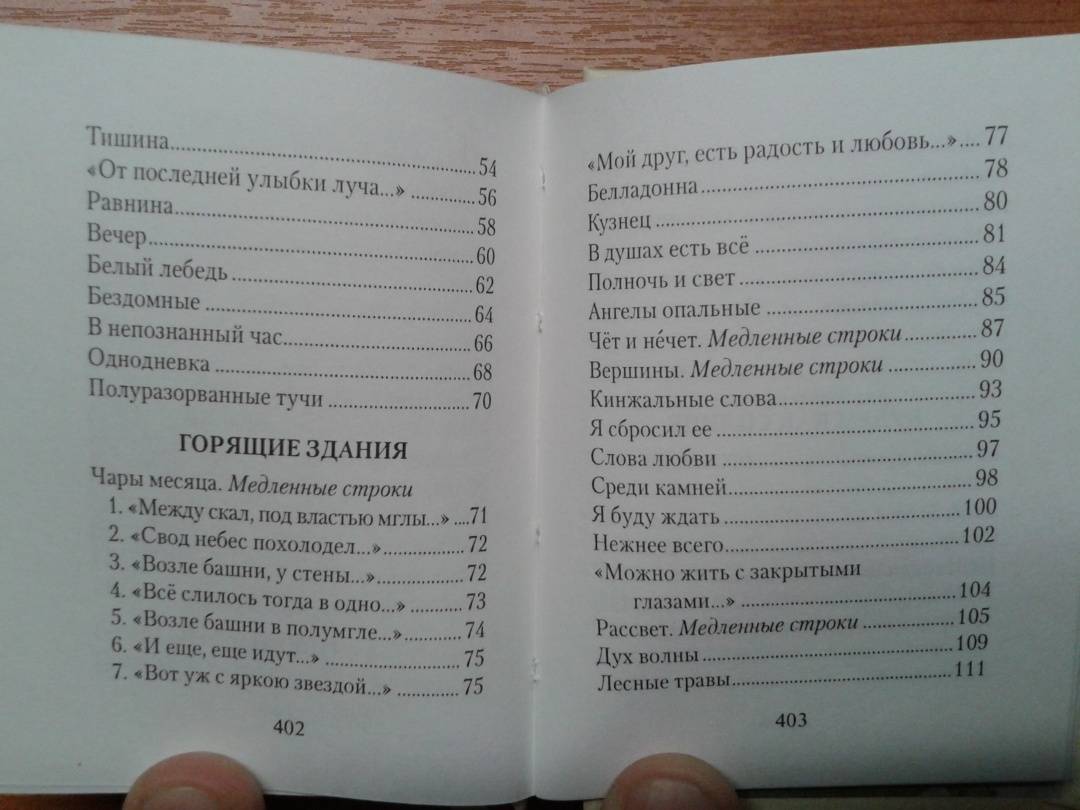 Тишина.....54
«От последней улыбки луча...» .....56
Равнина.....58
Вечер.....60
Белый лебедь .....62
Бездомные .....64
В непознанный час.....66
Однодневка .....68
Полуразорванные тучи .....70
ГОРЯЩИЕ ЗДАНИЯ
Чары месяца. Медленные строки
1. «Между скал, под властью мглы...» ....71
2. «Свод небес похолодел...».....72
3. «Возле башни, у стены...».....72
4. «Всё слилось тогда в одно...» .....73
5. «Возле башни в полумгле...».....74
6. «И еще, еще идут...» .....75
7. «Вот уж с яркою звездой...» .....75
402
«Мой друг, есть радость и любовь...»....77
Белладонна .....78
Кузнец .....80
В душах есть всё .....81
Полночь и свет .....84
Ангелы опальные .....85
Чёт и не́чет. Медленные строки .....87
Вершины. Медленные строки .....90
Кинжальные слова.....93
Я сбросил ее .....95
Слова любви .....97
Среди камней.....98
Я буду ждать .....100
Нежнее всего.....102
«Можно жить с закрытыми
глазами...» .....104
Рассвет. Медленные строки .....105
Дух волны.....109
Лесные травы.....111
403